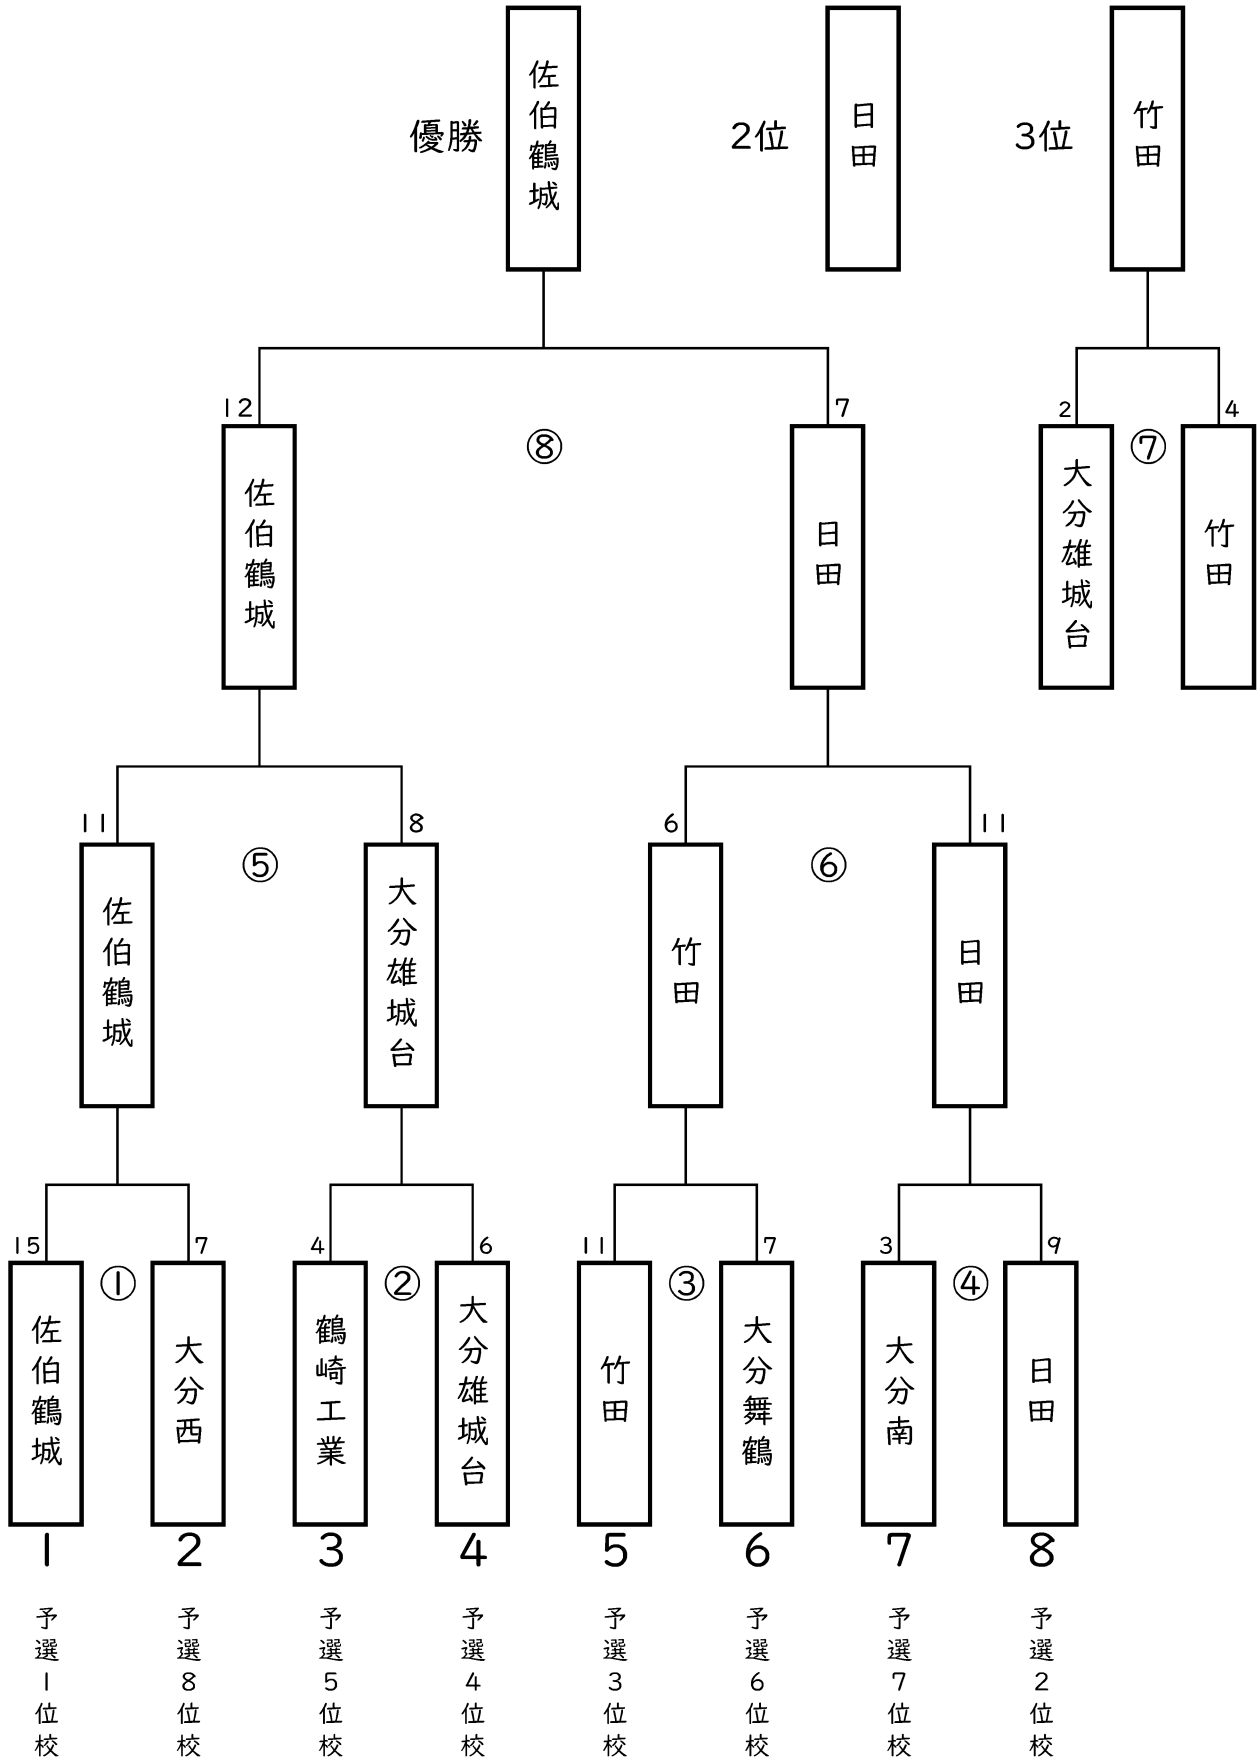 優勝
佐伯鶴城
2位
日田
3位
竹田
12
7
⑧
佐伯鶴城
日田
2
4
⑦
大分雄城台
竹田
11
8
⑤
佐伯鶴城
大分雄城台
6
11
⑥
竹田
日田
15
7
①
佐伯鶴城
大分西
4
6
②
鶴崎工業
大分雄城台
11
7
③
竹田
大分舞鶴
3
9
④
大分南
日田
1
2
3
4
5
6
7
8
予選1位校
予選8位校
予選5位校
予選4位校
予選3位校
予選6位校
予選7位校
予選2位校